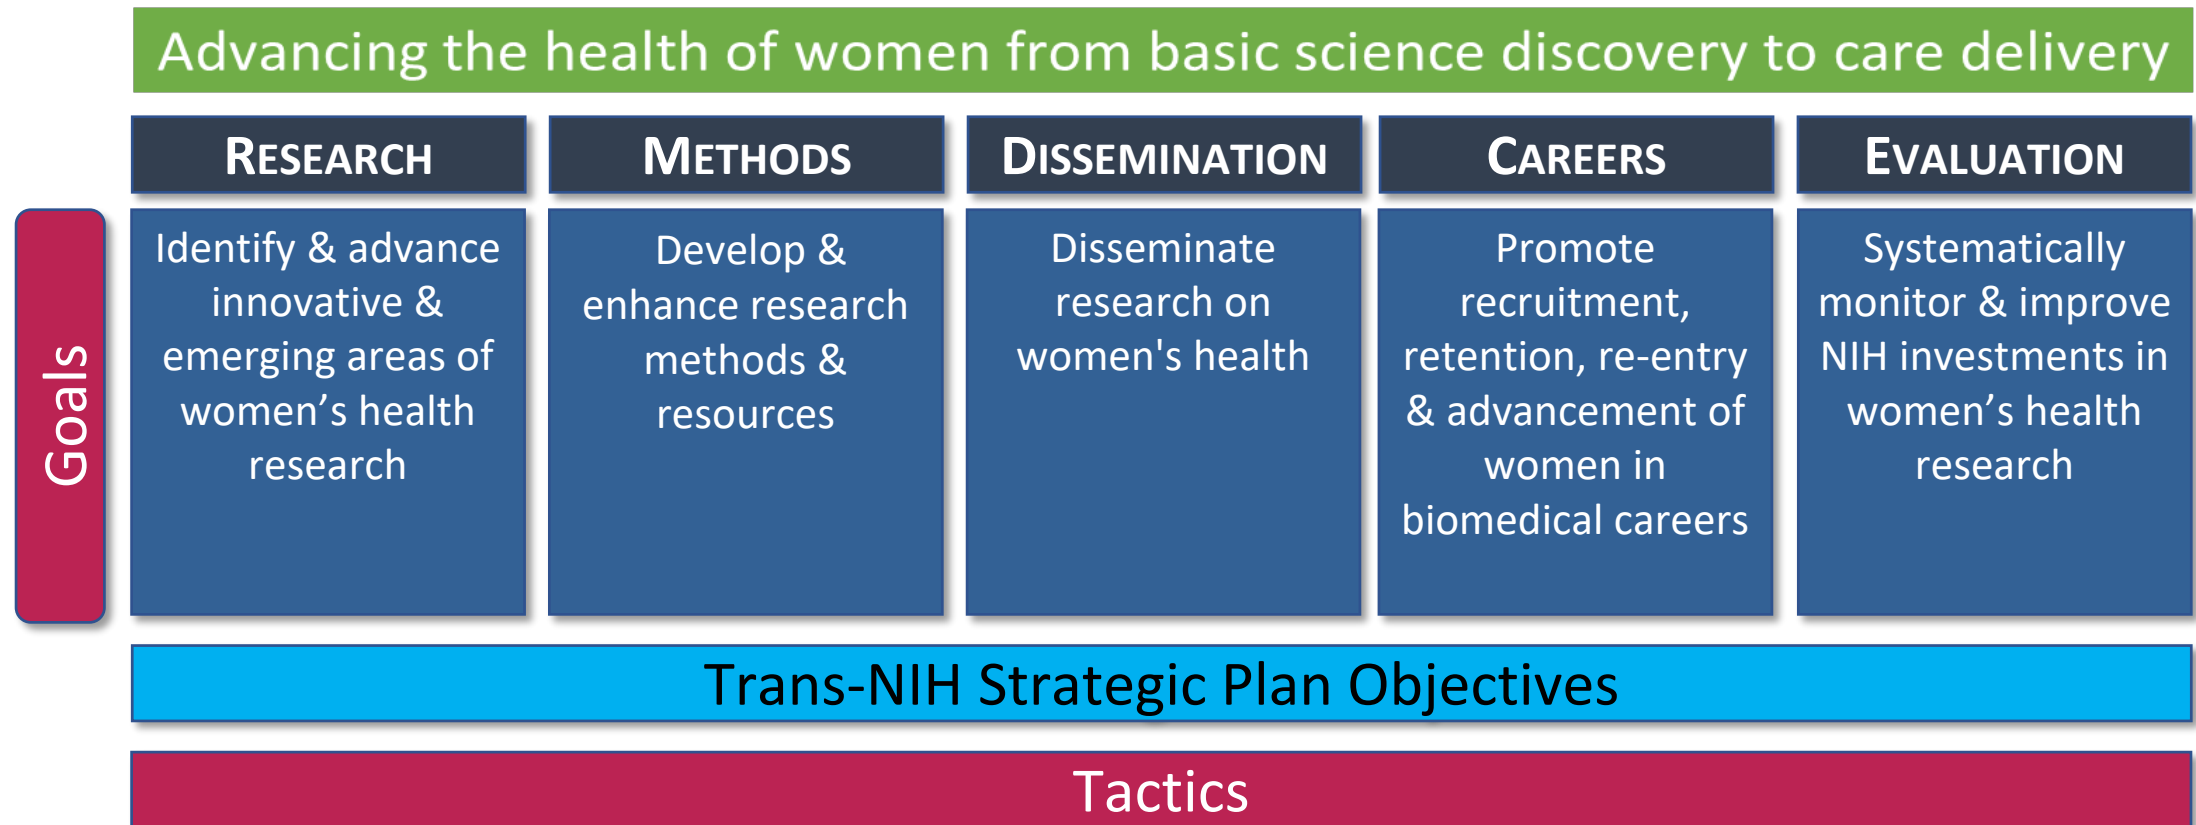 Advancing the health of women from basic science discovery to care delivery
RESEARCH
METHODS
DISSEMINATION
CAREERS
EVALUATION
Goals
Identify & advance
innovative &
emerging areas of
women’s health
research
Develop &
enhance research
methods &
resources
Disseminate
research on
women's health
Promote
recruitment,
retention, re-entry
& advancement of
women in
biomedical careers
Systematically
monitor & improve
NIH investments in
women’s health
research
Trans-NIH Strategic Plan Objectives
Tactics